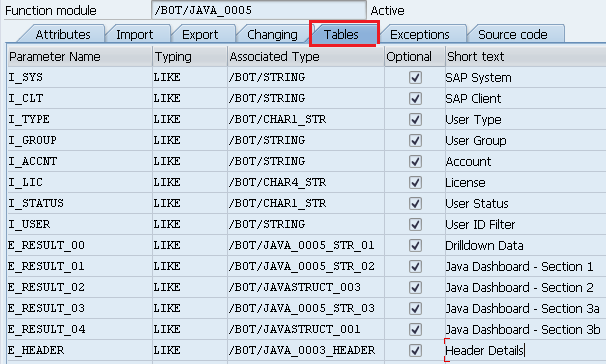 Function module /BOT/JAVA_0005 Active
Attributes Import Export Changing Tables Exceptions Source code
Parameter Name Typing Associated Type Optional Short text
I_SYS LIKE /BOT/STRING SAP System
I_CLT LIKE /BOT/STRING SAP Client
I_TYPE LIKE /BOT/CHAR1_STR User Type
I_GROUP LIKE /BOT/STRING User Group
I_ACCNT LIKE /BOT/STRING Account
I_LIC LIKE /BOT/CHAR4_STR License
I_STATUS LIKE /BOT/CHAR1_STR User Status
I_USER LIKE /BOT/STRING User ID Filter
E_RESULT_00 LIKE /BOT/JAVA_0005_STR_01 Drilldown Data
E_RESULT_01 LIKE /BOT/JAVA_0005_STR_02 Java Dashboard - Section 1
E_RESULT_02 LIKE /BOT/JAVASTRUCT_003 Java Dashboard - Section 2
E_RESULT_03 LIKE /BOT/JAVA_0005_STR_03 Java Dashboard - Section 3a
E_RESULT_04 LIKE /BOT/JAVASTRUCT_001 Java Dashboard - Section 3b
E_HEADER LIKE /BOT/JAVA_0003_HEADER Header Details